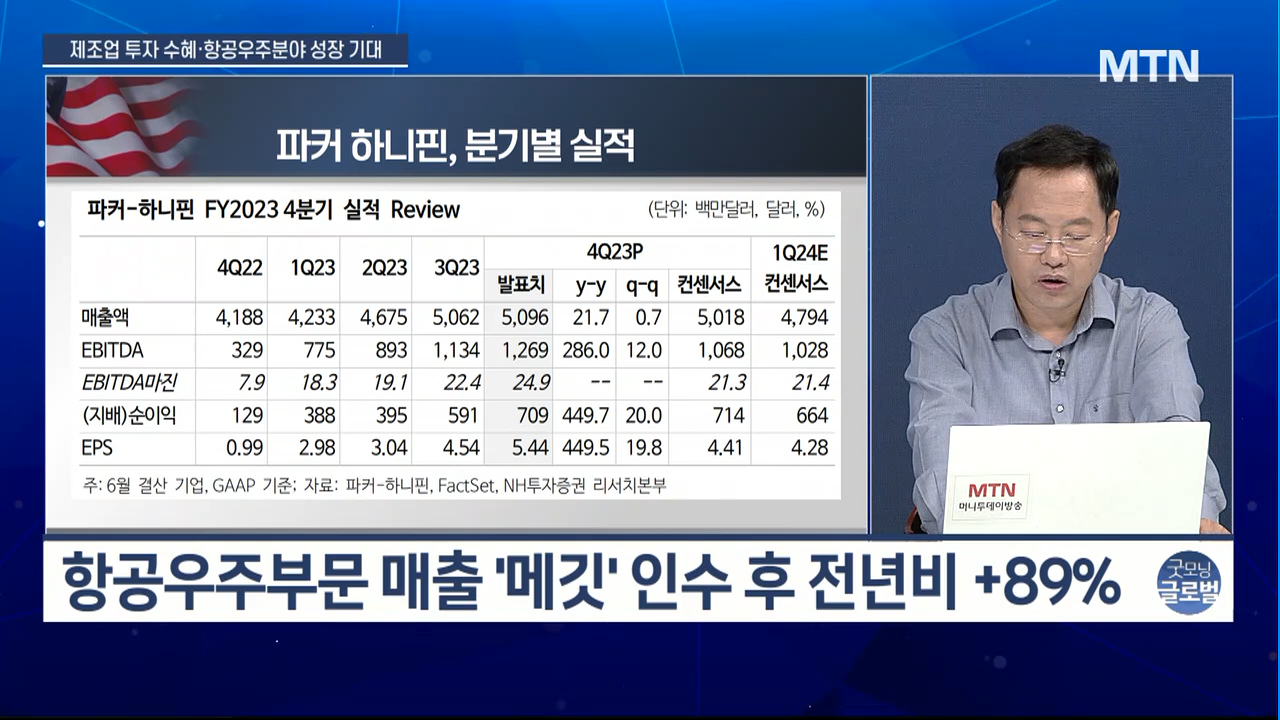 제조업 투자 수혜·항공우주분야 성장 기대
MTN
파커 하니핀, 분기별 실적
파커-하니핀 FY2023 4분기 실적 Review (단위: 백만달러, 달러, %)
4Q22 1Q23 2Q23 3Q23 4Q23P 1Q24E
발표치 y-y q-q 컨센서스 컨센서스
매출액 4,188 4,233 4,675 5,062 5,096 21.7 0.7 5,018 4,794
EBITDA 329 775 893 1,134 1,269 286.0 12.0 1,068 1,028
EBITDA마진 7.9 18.3 19.1 22.4 24.9 -- -- 21.3 21.4
(지배)순이익 129 388 395 591 709 449.7 20.0 714 664
EPS 0.99 2.98 3.04 4.54 5.44 449.5 19.8 4.41 4.28
주: 6월 결산 기업, GAAP 기준; 자료: 파커-하니핀, FactSet, NH투자증권 리서치본부
MTN
머니투데이방송
항공우주부문 매출 '메깃' 인수 후 전년비 +89%
굿모닝
글로벌